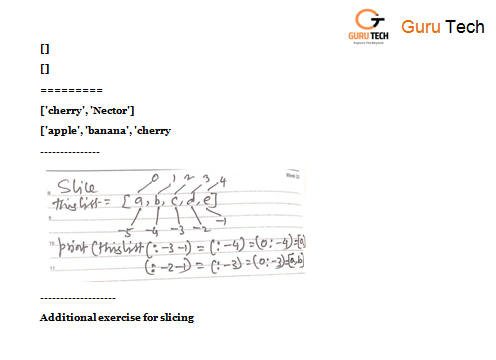 GURU TECH
Guru Tech
[]
[]
=========
['cherry', 'Nector']
['apple', 'banana', 'cherry
---------------
Slice
0 1 2 3 4
thislist = [a, b, c, d, e]
-5 -4 -3 -2 -1
print (thislist (: -3 -1) = (: -4) = (0: -4) = [a]
(: -2 -1) = (: -3) = (0: -3) = [a, b]
-------------------
Additional exercise for slicing